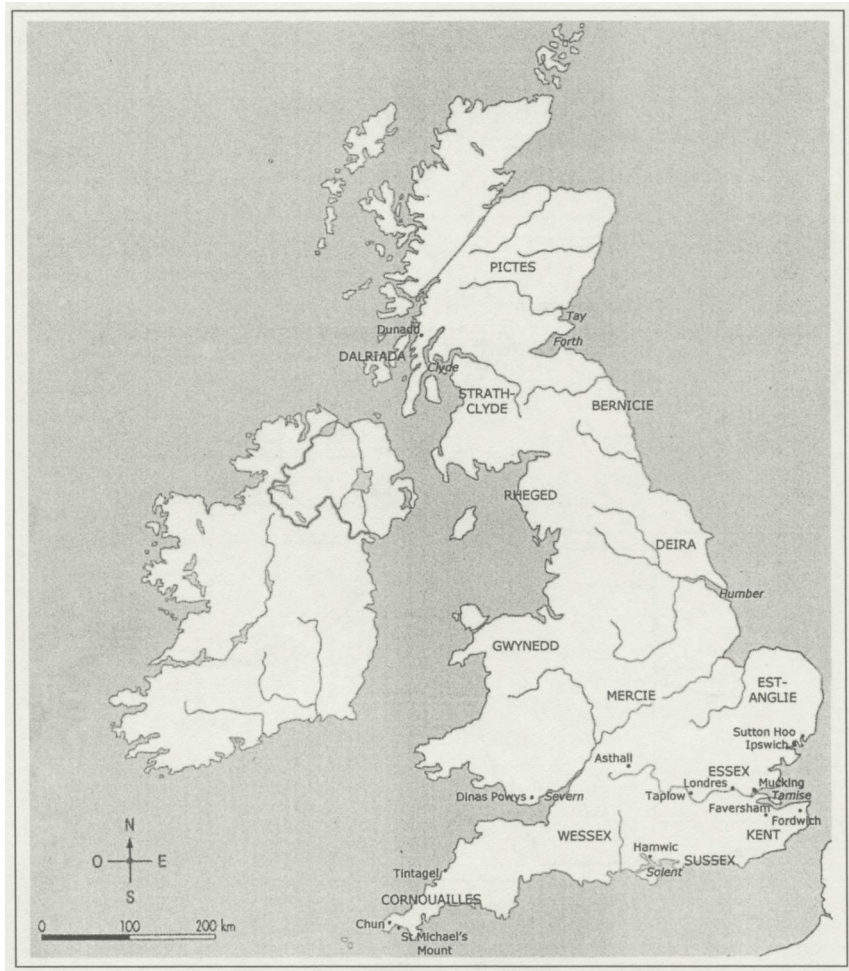 PICTES
Tay
Forth
Dunadd
DALRIADA
Clyde
STRATH-
CLYDE
BERNICIE
RHEGED
DEIRA
Humber
GWYNEDD
MERCIE
EST-
ANGLIE
Sutton Hoo
Ipswich
Asthall
ESSEX
Londres
Mucking
Tamise
Taplow
Dinas Powys
Severn
Faversham
Fordwich
KENT
WESSEX
Hamwic
SUSSEX
Solent
Tintagel
CORNOUAILLES
Chun
St Michael's
Mount
N
O
E
S
0
100
200 km